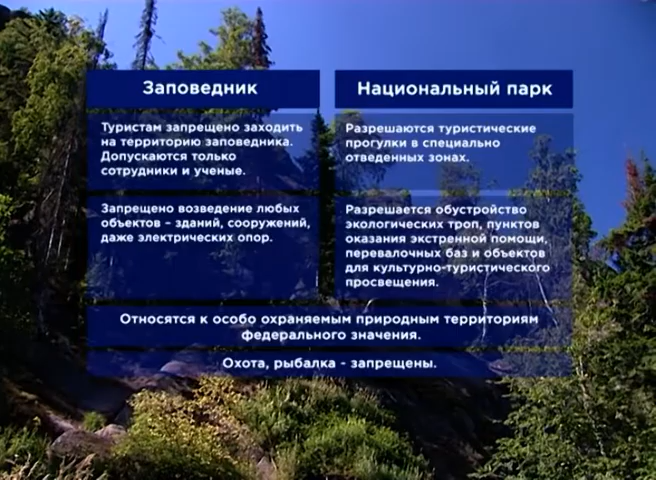 Заповедник
Национальный парк
Туристам запрещено заходить
на территорию заповедника.
Допускаются только
сотрудники и ученые.
Разрешаются туристические
прогулки в специально
отведенных зонах.
Запрещено возведение любых
объектов – зданий, сооружений,
даже электрических опор.
Разрешается обустройство
экологических троп, пунктов
оказания экстренной помощи,
перевалочных баз и объектов
для культурно-туристического
просвещения.
Относятся к особо охраняемым природным территориям
федерального значения.
Охота, рыбалка - запрещены.